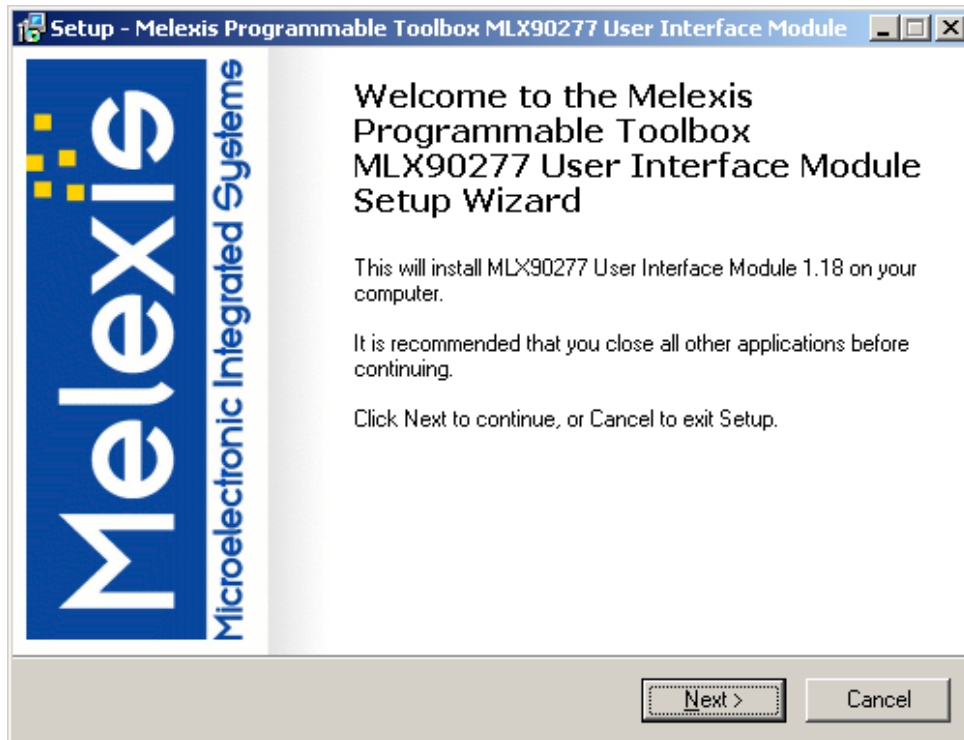 Setup - Melexis Programmable Toolbox MLX90277 User Interface Module
Melexis
Microelectronic Integrated Systems
Welcome to the Melexis
Programmable Toolbox
MLX90277 User Interface Module
Setup Wizard
This will install MLX90277 User Interface Module 1.18 on your
computer.
It is recommended that you close all other applications before
continuing.
Click Next to continue, or Cancel to exit Setup.
Next >
Cancel